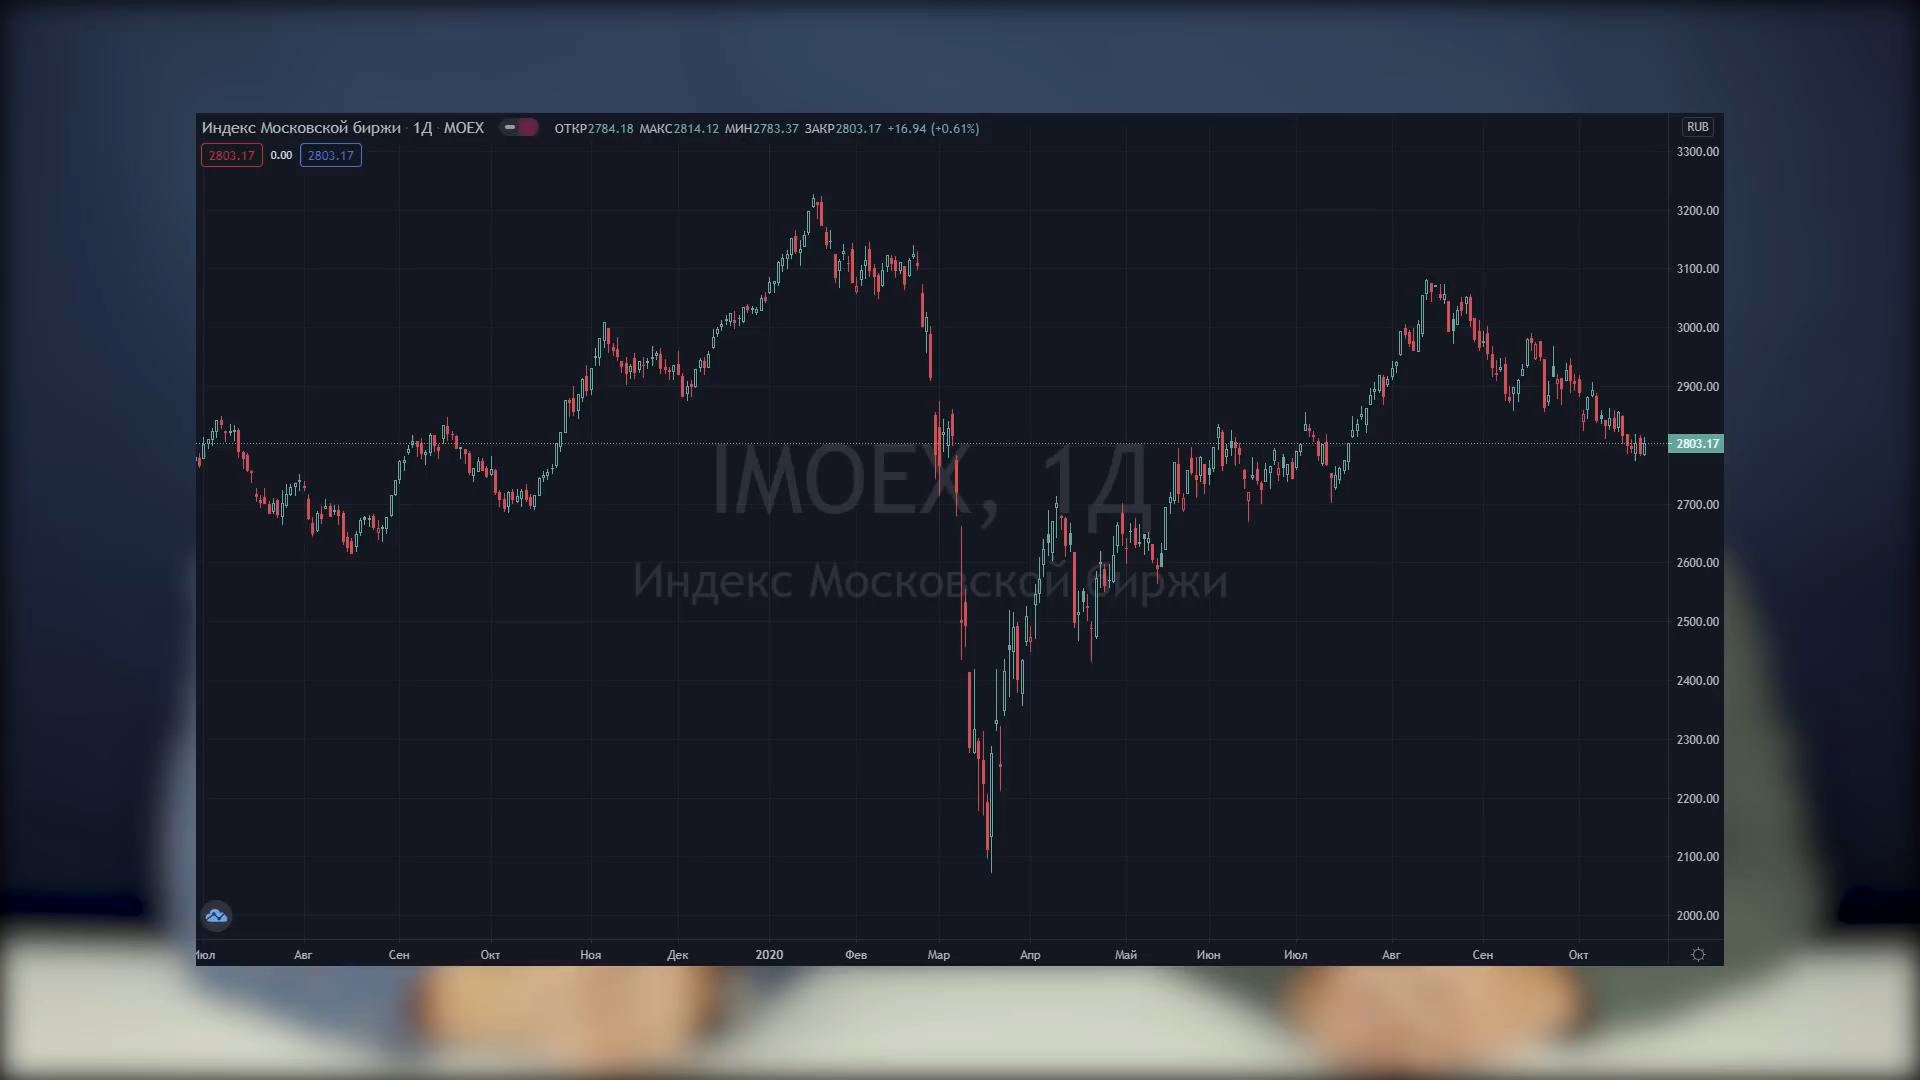 Индекс Московской биржи · 1Д · MOEX ОТКР2784.18 МАКС2814.12 МИН2783.37 ЗАКР2803.17 +16.94 (+0.61%)
RUB
2803.17 0.00 2803.17
3300.00
3200.00
3100.00
3000.00
2900.00
2803.17
2700.00
2600.00
2500.00
2400.00
2300.00
2200.00
2100.00
2000.00
IMOEX, 1Д
Индекс Московской биржи
Июл Авг Сен Окт Ноя Дек 2020 Фев Мар Апр Май Июн Июл Авг Сен Окт